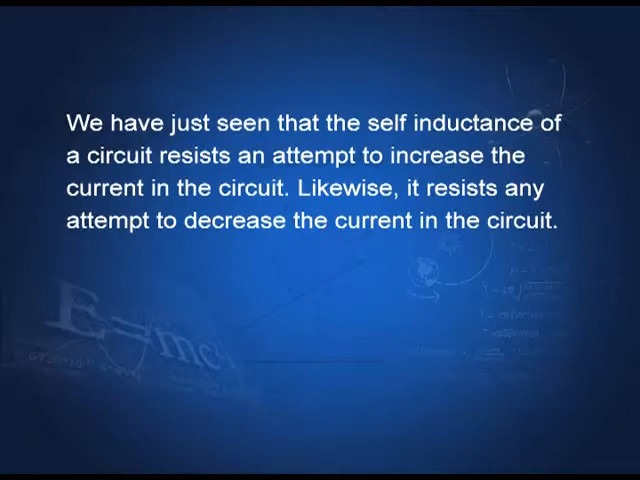 We have just seen that the self inductance of
a circuit resists an attempt to increase the
current in the circuit. Likewise, it resists any
attempt to decrease the current in the circuit.
E=mc²